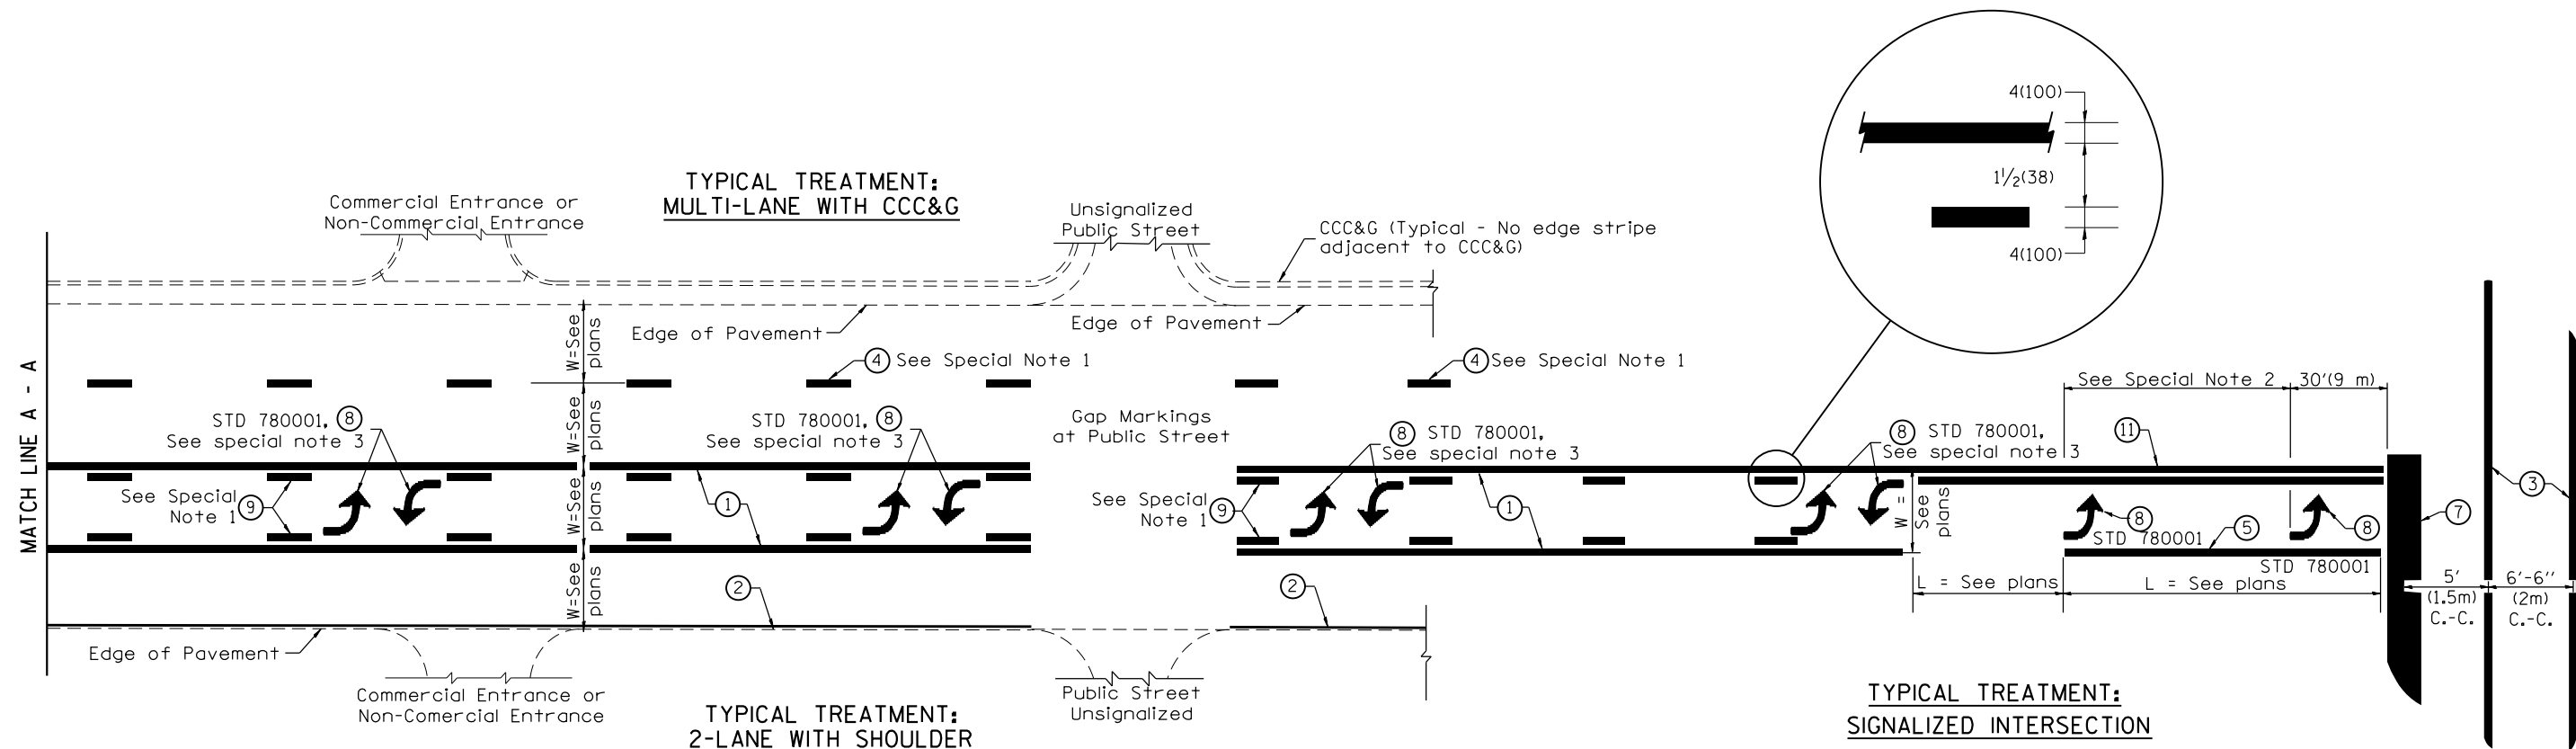 TYPICAL TREATMENT:
MULTI-LANE WITH CCC&G
Commercial Entrance or
Non-Commercial Entrance
Unsignalized
Public Street
CCC&G (Typical - No edge stripe
adjacent to CCC&G)
4(100)
1 1/2(38)
4(100)
MATCH LINE A - A
Edge of Pavement
Edge of Pavement
W=See
plans
4 See Special Note 1
4 See Special Note 1
W=See
plans
STD 780001, 8
See special note 3
STD 780001, 8
See special note 3
Gap Markings
at Public Street
8 STD 780001,
See special note 3
8 STD 780001,
See special note 3
See Special Note 2
30'(9 m)
11
See Special
Note 1 9
W=See
plans
1
See Special
Note 1 9
1
W =
See
plans
8
STD 780001
5
8
STD 780001
7
3
L = See plans
L = See plans
5'
(1.5m)
C.-C.
6'-6''
(2m)
C.-C.
W=See
plans
2
2
Edge of Pavement
Commercial Entrance or
Non-Comercial Entrance
Public Street
Unsignalized
TYPICAL TREATMENT:
2-LANE WITH SHOULDER
TYPICAL TREATMENT:
SIGNALIZED INTERSECTION